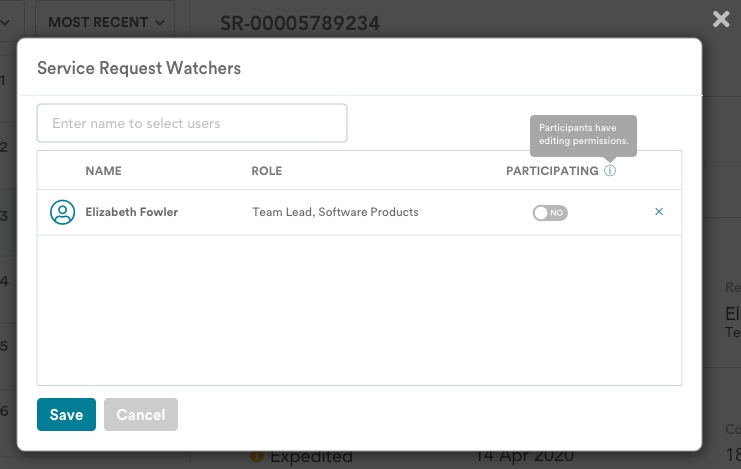 MOST RECENT
SR-00005789234
Service Request Watchers
Enter name to select users
Participants have
editing permissions.
NAME ROLE PARTICIPATING
Elizabeth Fowler Team Lead, Software Products NO
Save Cancel
1
2
3
4
5
6
Re
El
Te
Co
18
Expedited 14 Apr 2020